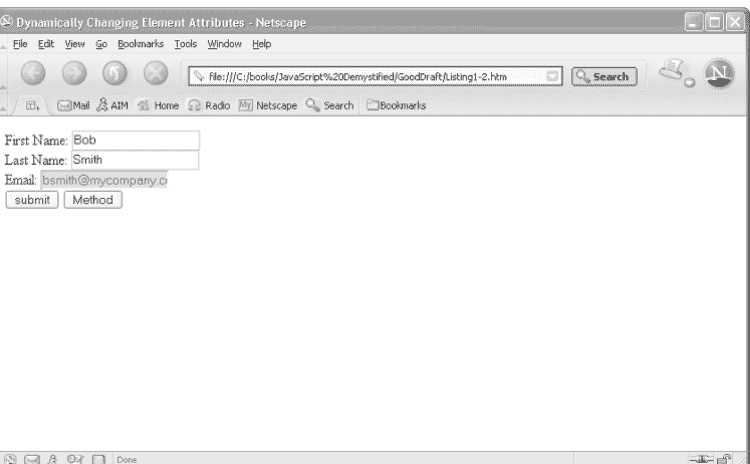 Dynamically Changing Element Attributes - Netscape
File Edit View Go Bookmarks Tools Window Help
file:///C:/books/JavaScript%20Demystified/GoodDraft/Listing1-2.htm Search N
Mail AIM Home Radio My Netscape Search Bookmarks
First Name: Bob
Last Name: Smith
Email: bsmith@mycompany.c
submit Method
Done